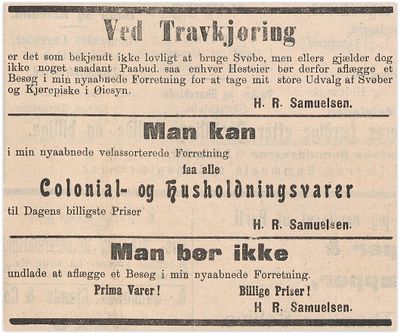 Ved Travkjøring
er det som bekjendt ikke lovligt at bruge Svøbe, men ellers gjælder dog
ikke noget saadant Paabud. saa enhver Hesteier bør derfor aflægge et
Besøg i min nyaabnede Forretning for at tage mit store Udvalg af Svøber
og Kjørepiske i Øiesyn.
H. R. Samuelsen.
Man kan
i min nyaabnede velassorterede Forretning
faa alle
Colonial- og Husholdningsvarer
til Dagens billigste Priser
H. R. Samuelsen.
Man bør ikke
undlade at aflægge et Besøg i min nyaabnede Forretning.
Prima Varer! Billige Priser!
H. R. Samuelsen.